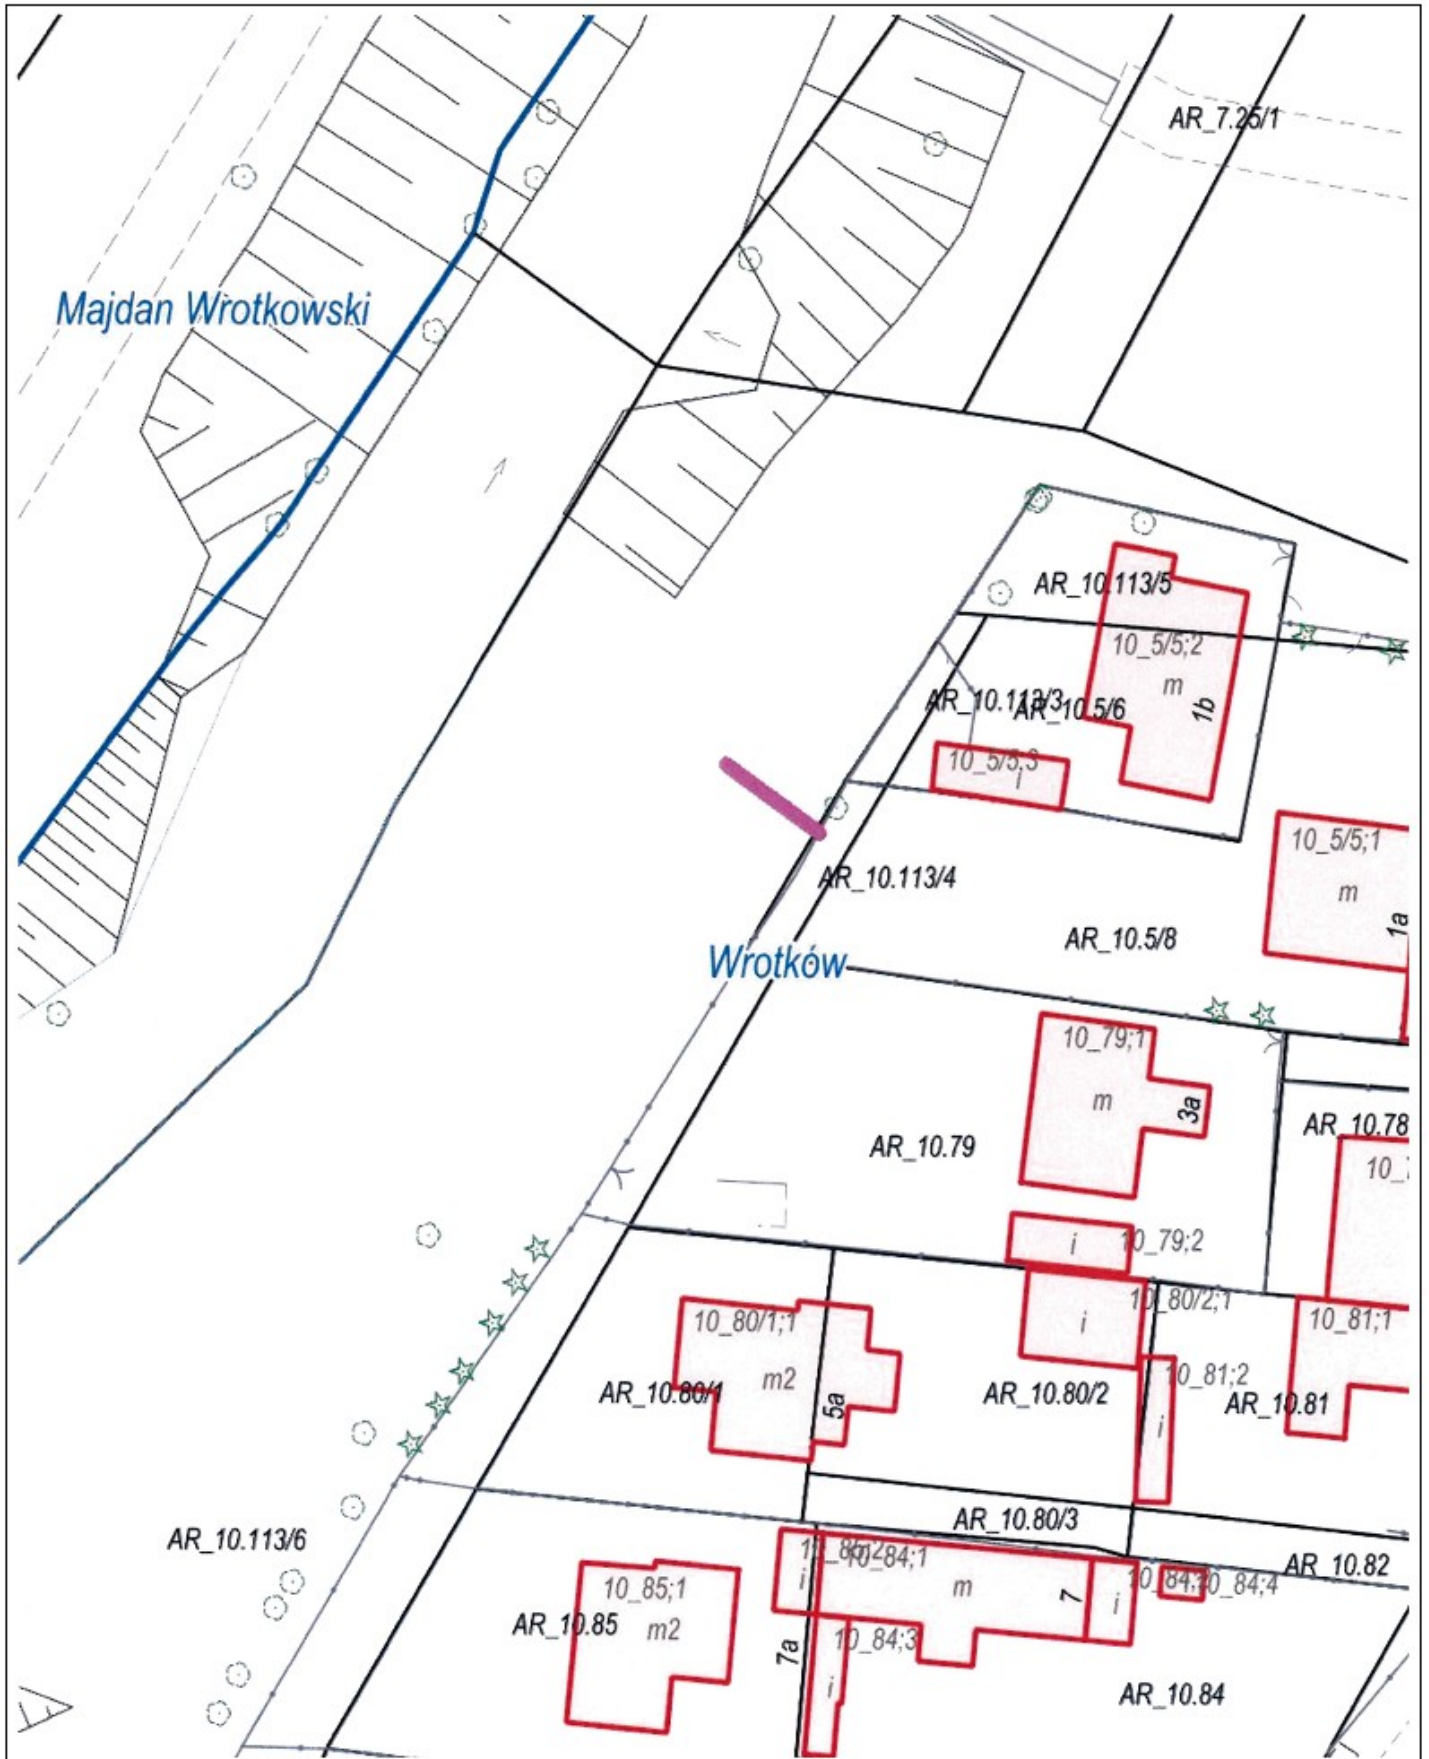 AR_7.25/1
Majdan Wrotkowski
AR_10.113/5
10_5/5;2
m
1b
AR_10.113/3
AR_10.5/6
10_5/5;3
i
10_5/5;1
m
1a
AR_10.113/4
AR_10.5/8
Wrotków
10_79;1
m
3a
AR_10.78
AR_10.79
10_79;2
i
10_80/2;1
i
10_80/1;1
m2
5a
10_81;1
10_81;2
i
AR_10.80/1
AR_10.80/2
AR_10.81
AR_10.80/3
AR_10.113/6
AR_10.82
10_84;1
i
m
7
i
10_84;4
10_85;1
m2
AR_10.85
7a
10_84;3
i
AR_10.84